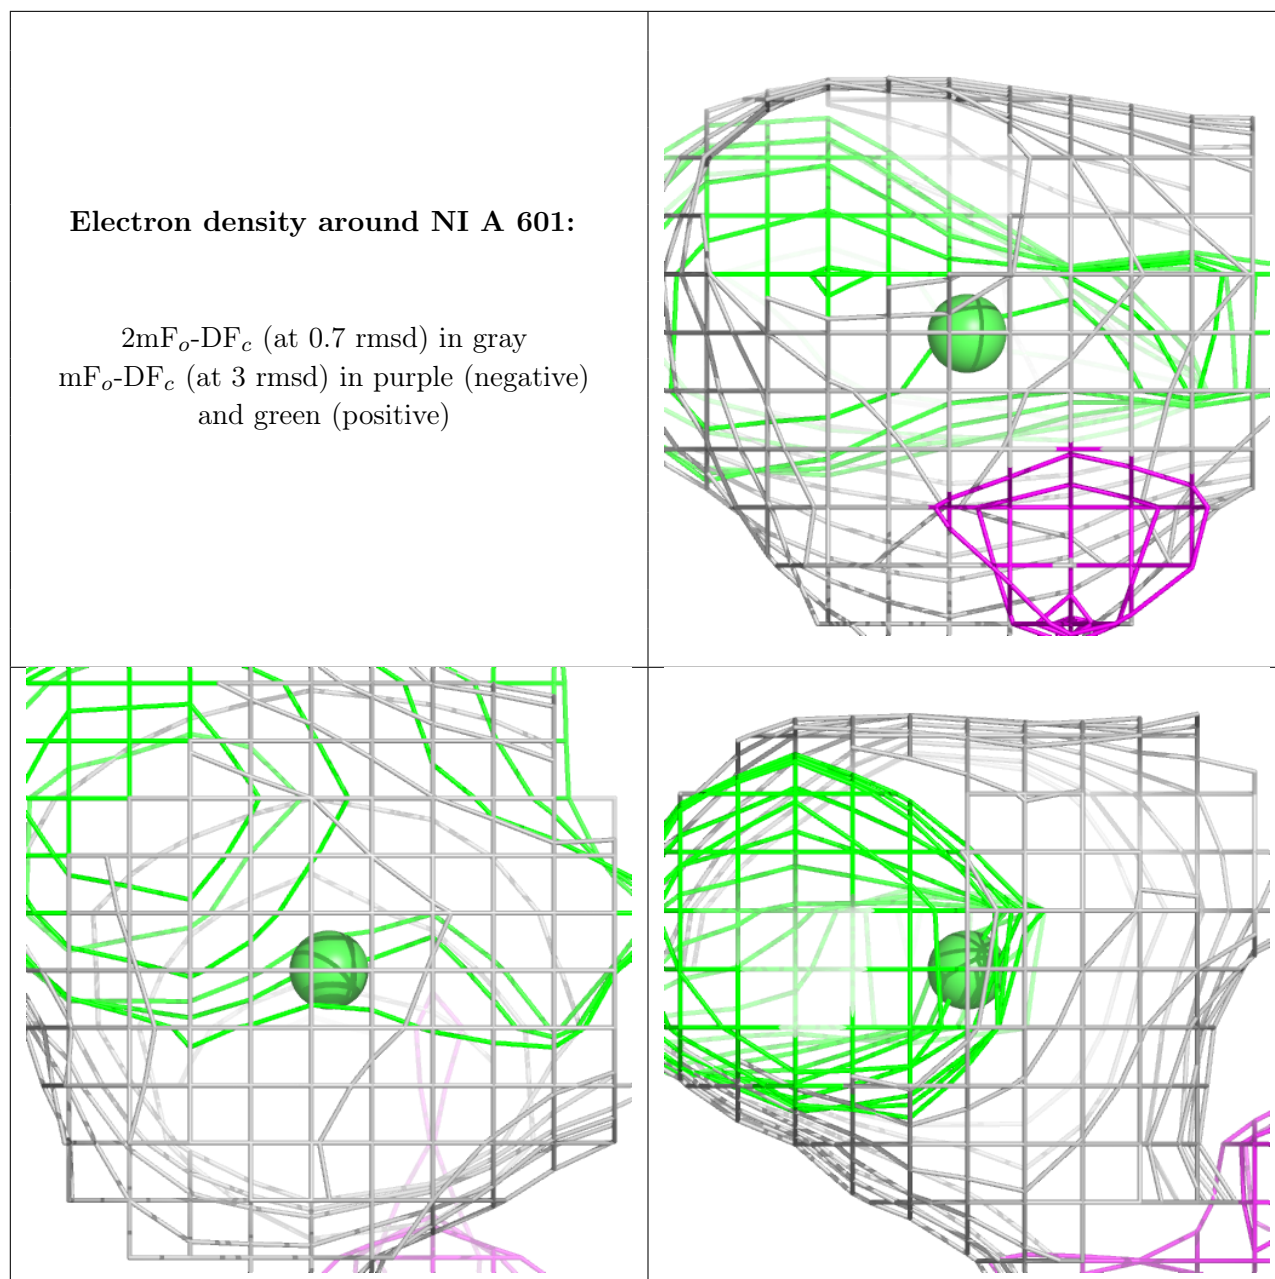 Electron density around NI A 601:
2mFo-DFc (at 0.7 rmsd) in gray
mFo-DFc (at 3 rmsd) in purple (negative)
and green (positive)